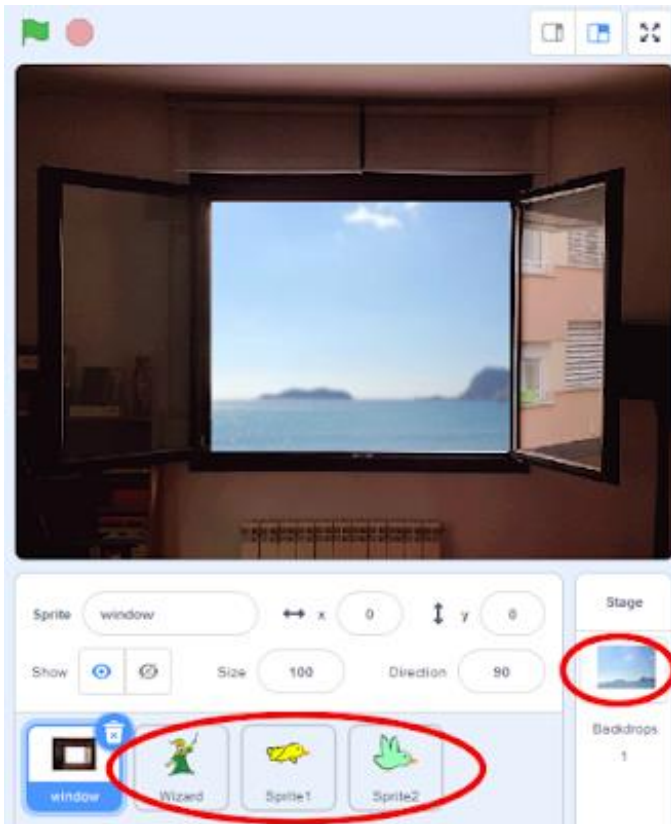 Stage
Sprite window x 0 y 0
Show Size 100 Direction 90
Backdrops
1
window Wizard Sprite1 Sprite2